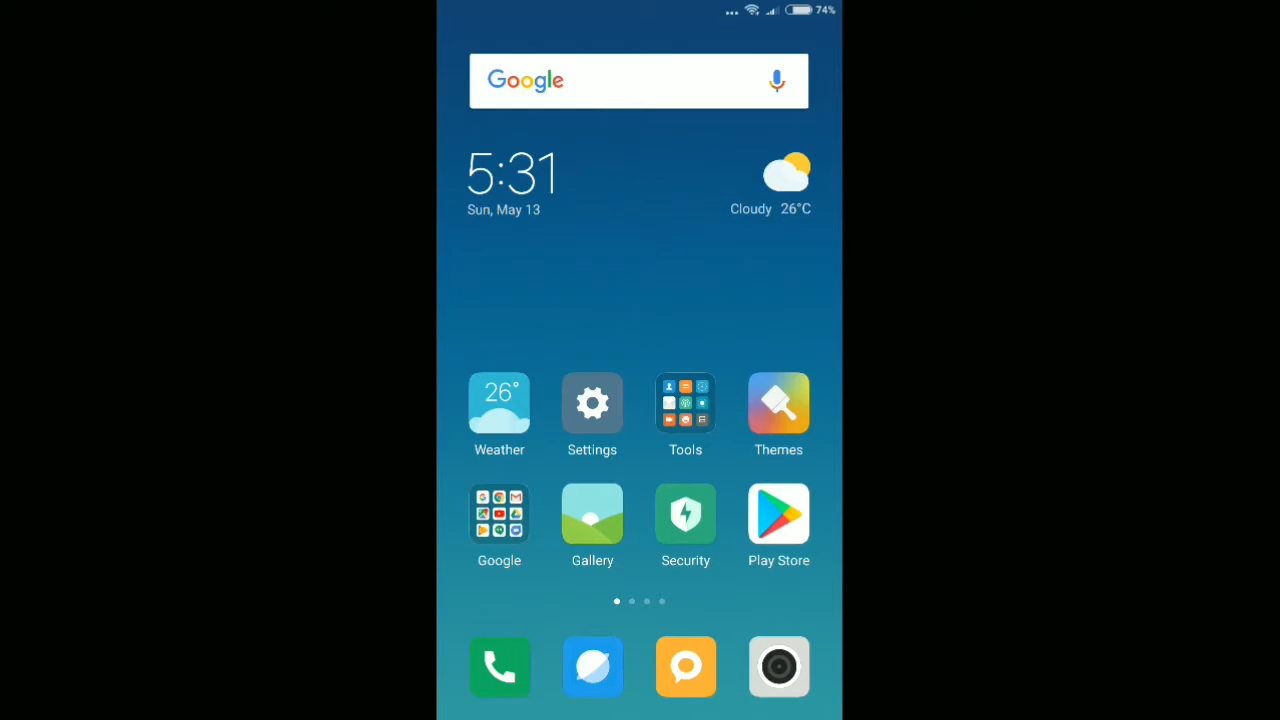 74%
Google
5:31
Sun, May 13
Cloudy 26°C
26°
Weather
Settings
Tools
Themes
Google
Gallery
Security
Play Store